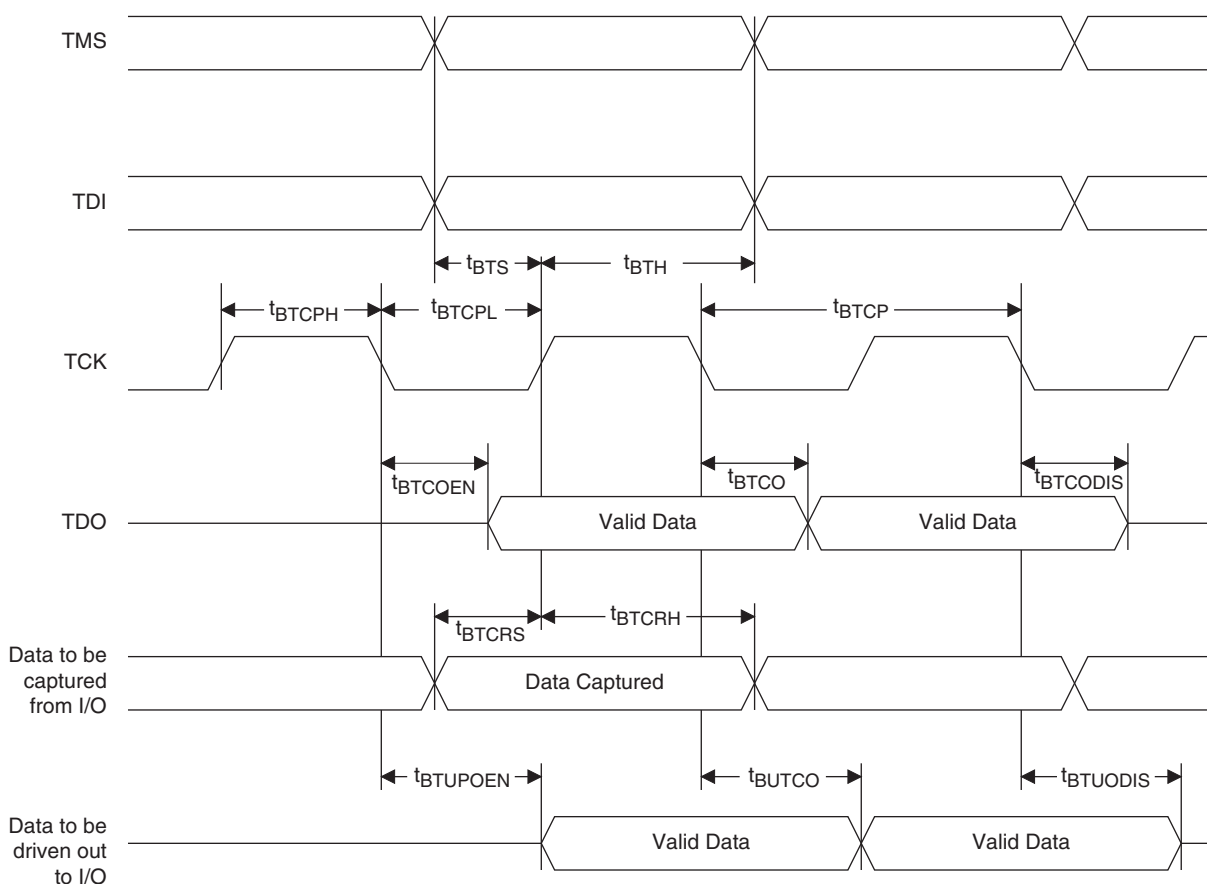 TMS
TDI
tBTS
tBTH
tBTCPH
tBTCPL
tBTCP
TCK
tBTCOEN
tBTCO
tBTCODIS
TDO
Valid Data
Valid Data
tBTCRS
tBTCRH
Data to be
captured
from I/O
Data Captured
tBTUPOEN
tBUTCO
tBTUODIS
Data to be
driven out
to I/O
Valid Data
Valid Data